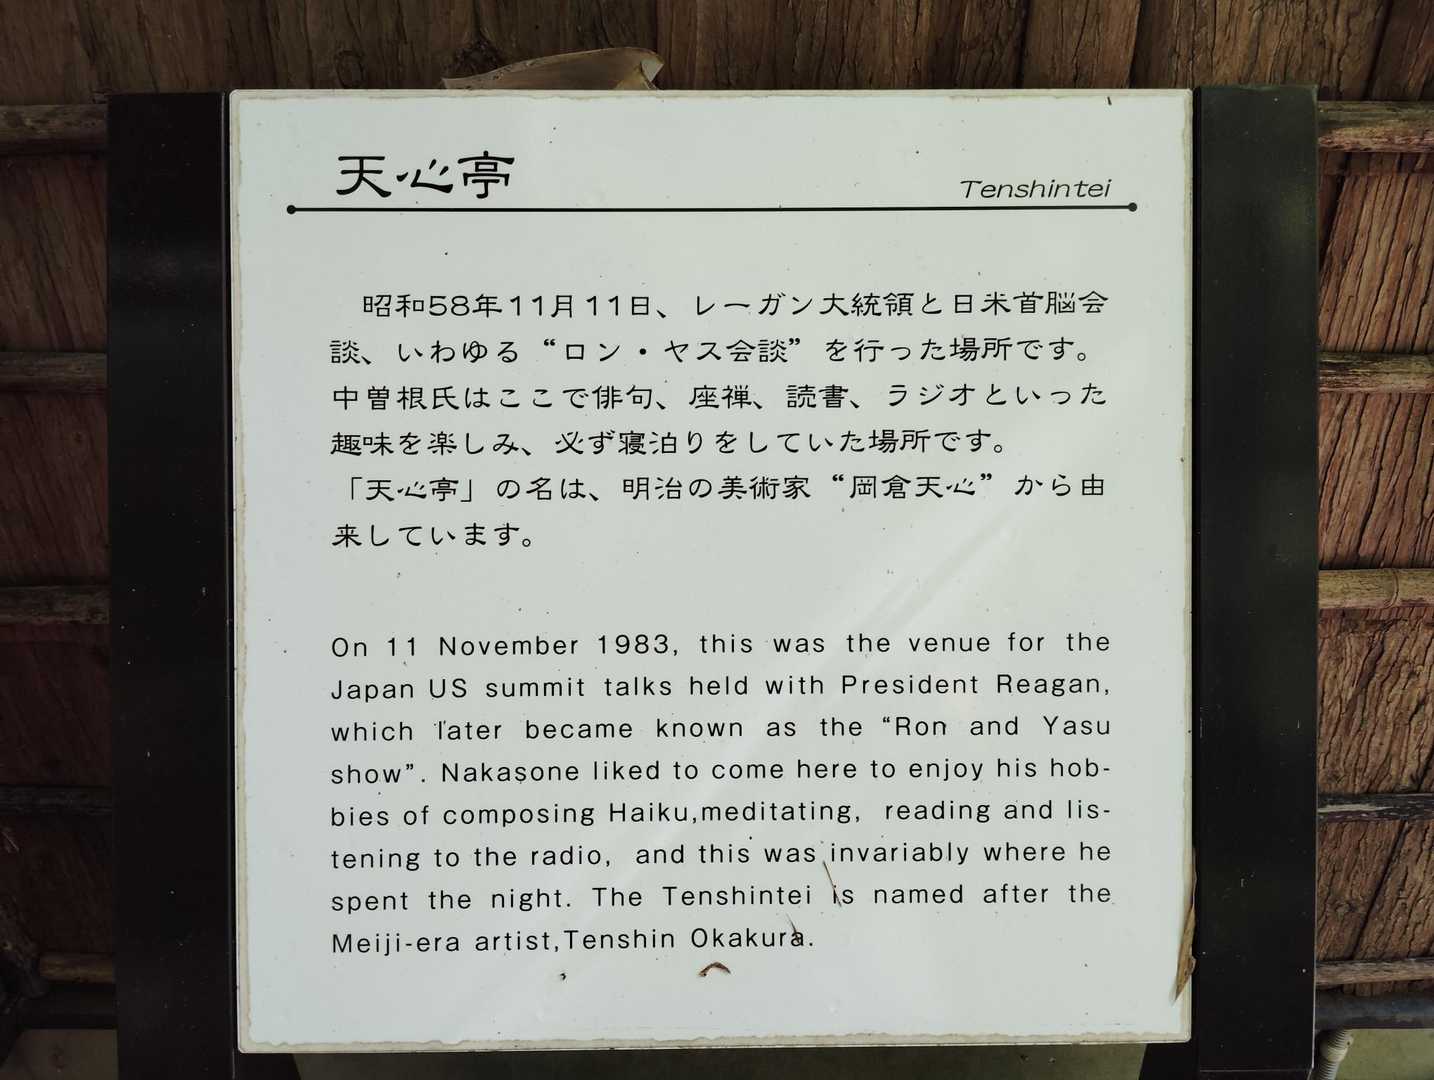 天心亭
Tenshintei
昭和58年11月11日、レーガン大統領と日米首脳会
談、いわゆる“ロン・ヤス会談”を行った場所です。
中曽根氏はここで俳句、座禅、読書、ラジオといった
趣味を楽しみ、必ず寝泊りをしていた場所です。
「天心亭」の名は、明治の美術家“岡倉天心”から由
来しています。
On 11 November 1983, this was the venue for the
Japan US summit talks held with President Reagan,
which later became known as the “Ron and Yasu
show”. Nakasone liked to come here to enjoy his hob-
bies of composing Haiku,meditating, reading and lis-
tening to the radio, and this was invariably where he
spent the night. The Tenshintei is named after the
Meiji-era artist,Tenshin Okakura.